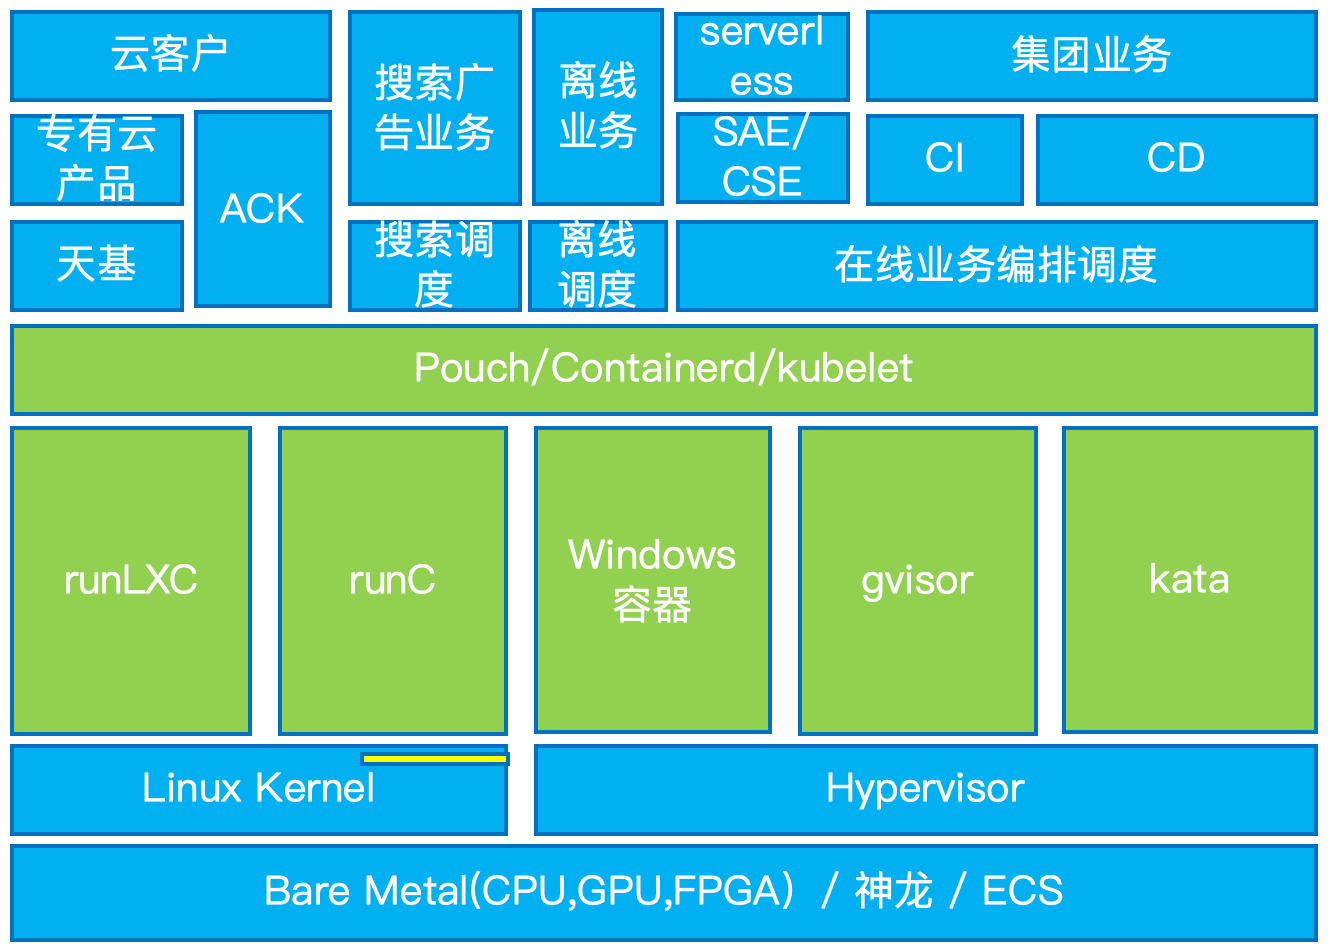 云客户
搜索广
告业务
离线
业务
serverl
ess
集团业务
专有云
产品
ACK
SAE/
CSE
CI
CD
天基
搜索调
度
离线
调度
在线业务编排调度
Pouch/Containerd/kubelet
runLXC
runC
Windows
容器
gvisor
kata
Linux Kernel
Hypervisor
Bare Metal(CPU,GPU,FPGA) / 神龙 / ECS